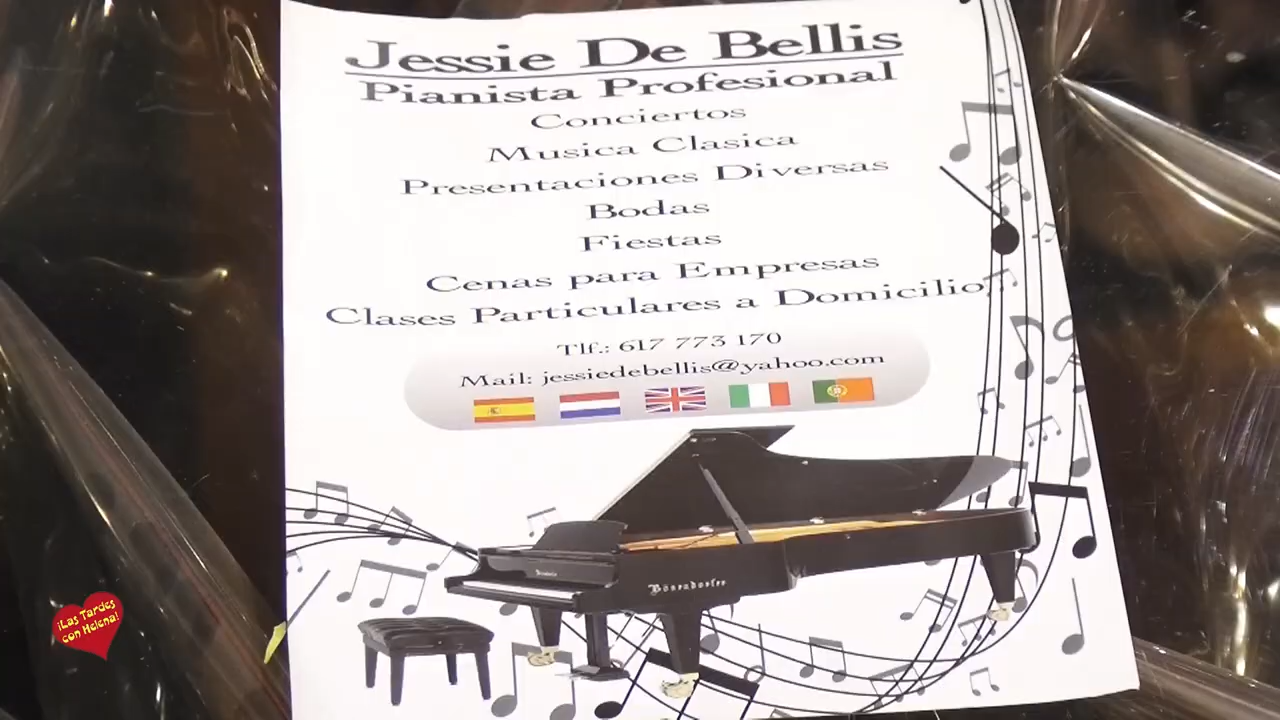 Jessie De Bellis
Pianista Profesional
Conciertos
Musica Clasica
Presentaciones Diversas
Bodas
Fiestas
Cenas para Empresas
Clases Particulares a Domicilio
Tlf.: 617 773 170
Mail: jessiedebellis@yahoo.com
Bösendorfer
¡Las Tardes
con Helena!